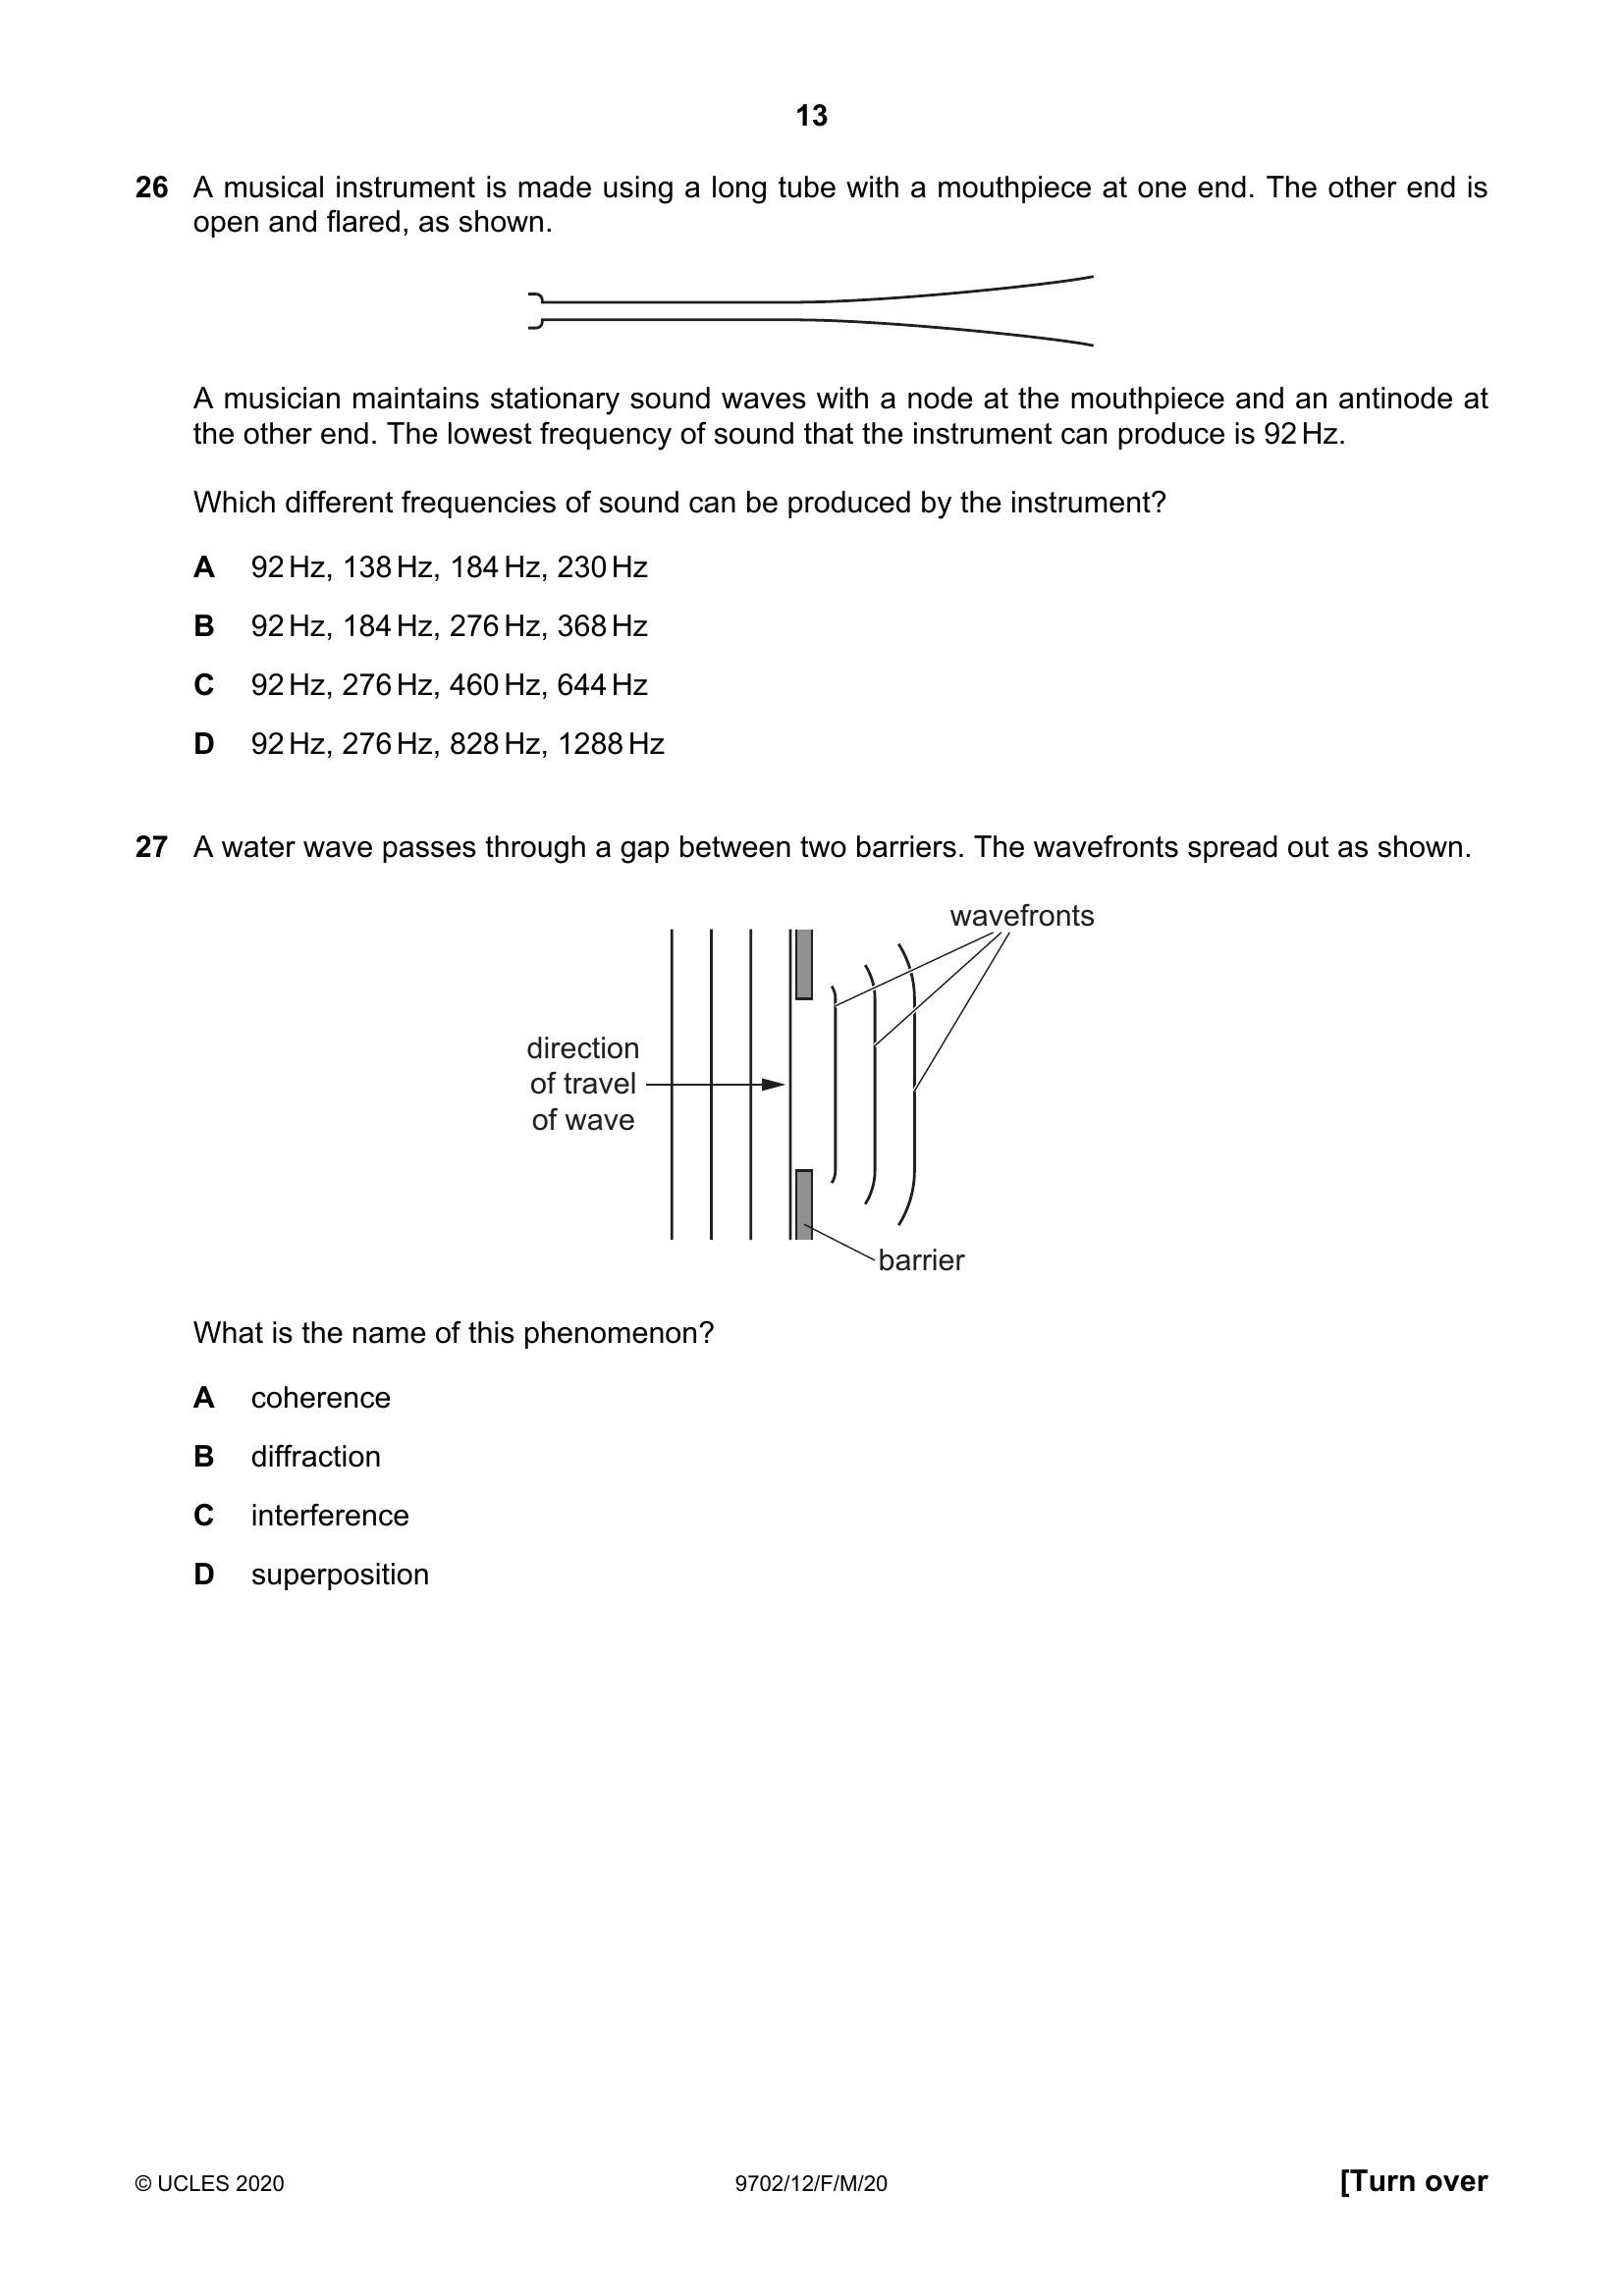 13
26 A musical instrument is made using a long tube with a mouthpiece at one end. The other end is
open and flared, as shown.
A musician maintains stationary sound waves with a node at the mouthpiece and an antinode at
the other end. The lowest frequency of sound that the instrument can produce is 92 Hz.
Which different frequencies of sound can be produced by the instrument?
A 92 Hz, 138 Hz, 184 Hz, 230 Hz
B 92 Hz, 184 Hz, 276 Hz, 368 Hz
C 92 Hz, 276 Hz, 460 Hz, 644 Hz
D 92 Hz, 276 Hz, 828 Hz, 1288 Hz
27 A water wave passes through a gap between two barriers. The wavefronts spread out as shown.
wavefronts
direction
of travel
of wave
barrier
What is the name of this phenomenon?
A coherence
B diffraction
C interference
D superposition
© UCLES 2020 9702/12/F/M/20 [Turn over